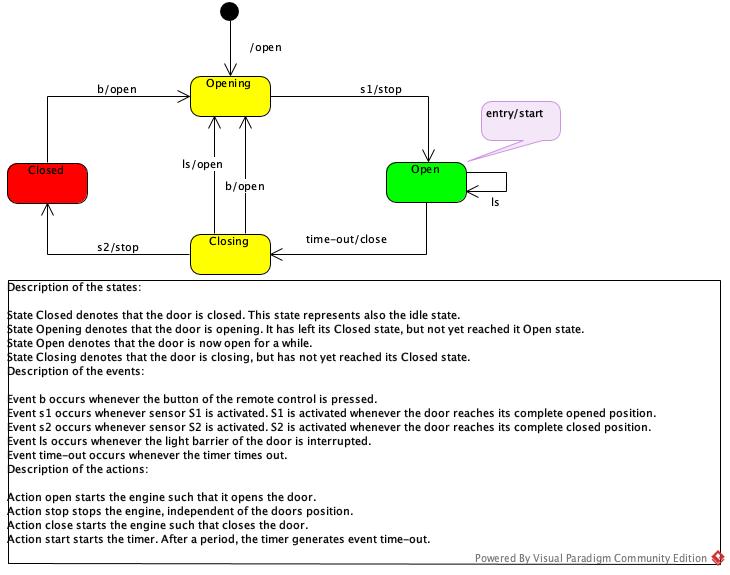 /open
Opening
b/open
s1/stop
entry/start
ls/open
Closed
Open
b/open
ls
Closing
time-out/close
s2/stop
Description of the states:
State Closed denotes that the door is closed. This state represents also the idle state.
State Opening denotes that the door is opening. It has left its Closed state, but not yet reached it Open state.
State Open denotes that the door is now open for a while.
State Closing denotes that the door is closing, but has not yet reached its Closed state.
Description of the events:
Event b occurs whenever the button of the remote control is pressed.
Event s1 occurs whenever sensor S1 is activated. S1 is activated whenever the door reaches its complete opened position.
Event s2 occurs whenever sensor S2 is activated. S2 is activated whenever the door reaches its complete closed position.
Event ls occurs whenever the light barrier of the door is interrupted.
Event time-out occurs whenever the timer times out.
Description of the actions:
Action open starts the engine such that it opens the door.
Action stop stops the engine, independent of the doors position.
Action close starts the engine such that closes the door.
Action start starts the timer. After a period, the timer generates event time-out.
Powered By Visual Paradigm Community Edition